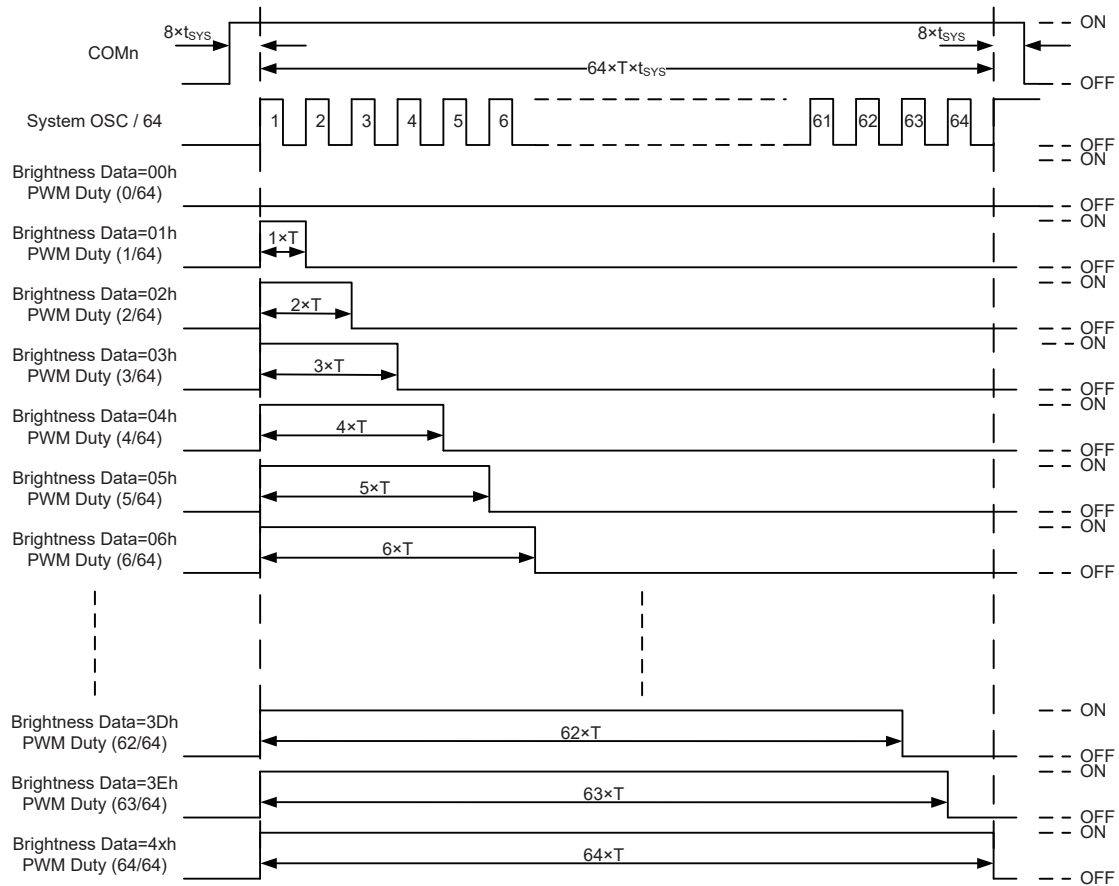 8×tSYS
8×tSYS
ON
COMn
64×T×tSYS
OFF
System OSC / 64
1 2 3 4 5 6 61 62 63 64
OFF
ON
Brightness Data=00h
PWM Duty (0/64)
OFF
ON
Brightness Data=01h
PWM Duty (1/64)
1×T
OFF
ON
Brightness Data=02h
PWM Duty (2/64)
2×T
OFF
ON
Brightness Data=03h
PWM Duty (3/64)
3×T
OFF
ON
Brightness Data=04h
PWM Duty (4/64)
4×T
OFF
ON
Brightness Data=05h
PWM Duty (5/64)
5×T
OFF
ON
Brightness Data=06h
PWM Duty (6/64)
6×T
OFF
ON
Brightness Data=3Dh
PWM Duty (62/64)
62×T
OFF
ON
Brightness Data=3Eh
PWM Duty (63/64)
63×T
OFF
ON
Brightness Data=4xh
PWM Duty (64/64)
64×T
OFF